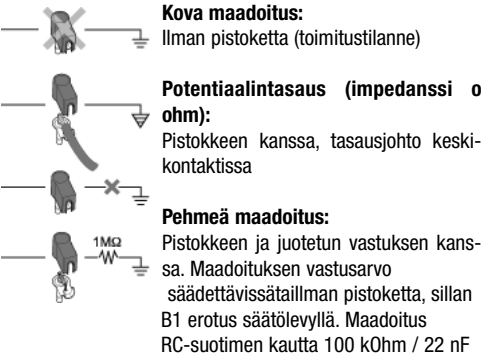 Kova maadoitus:
Ilman pistoketta (toimitustilanne)
Potentiaalintasaus (impedanssi o
ohm):
Pistokkeen kanssa, tasausjohto keski-
kontaktissa
Pehmeä maadoitus:
1MΩ
Pistokkeen ja juotetun vastuksen kans-
sa. Maadoituksen vastusarvo
säädettävissätaillman pistoketta, sillan
B1 erotus säätölevyllä. Maadoitus
RC-suotimen kautta 100 kOhm / 22 nF